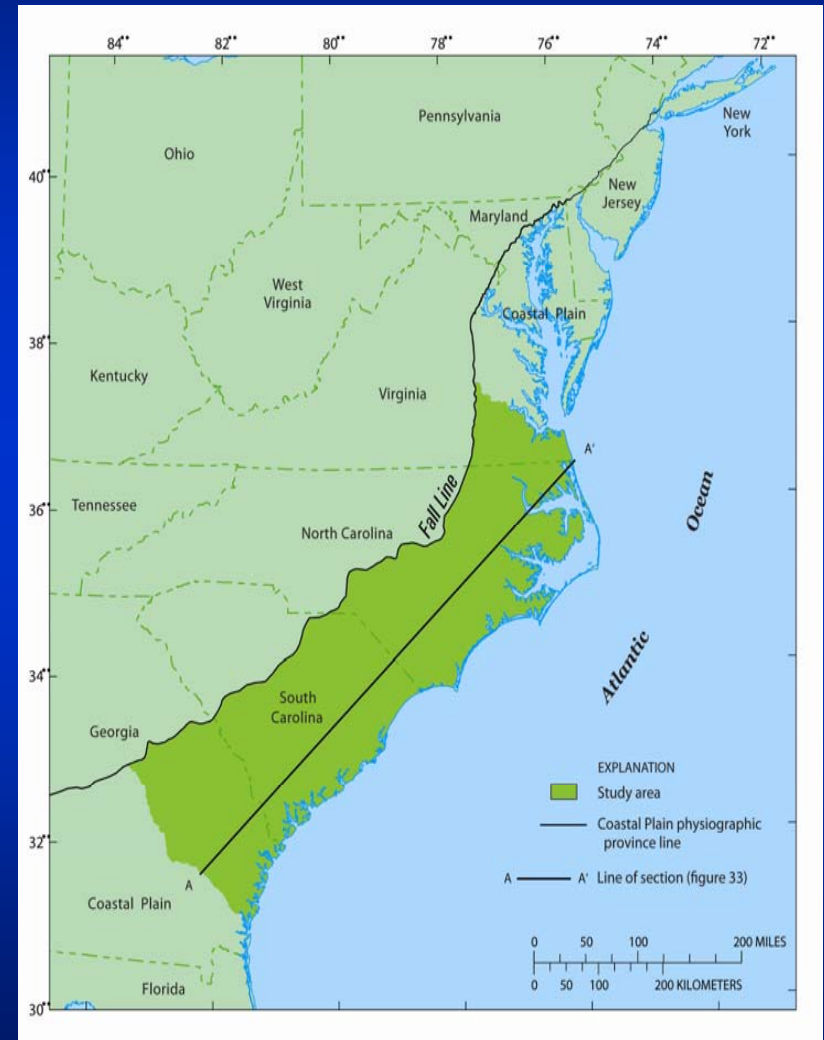 84°° 82°° 80°° 78°° 76°° 74°° 72°°
Pennsylvania
New
York
Ohio
40°°
New
Jersey
Maryland
West
Virginia
Coastal Plain
38°°
Kentucky
Virginia
A'
36°°
Tennessee
Fall Line
North Carolina
Ocean
Atlantic
34°°
South
Carolina
Georgia
EXPLANATION
Study area
Coastal Plain physiographic
province line
A A' Line of section (figure 33)
32°°
A
Coastal Plain
0 50 100 200 MILES
0 50 100 200 KILOMETERS
Florida
30°°